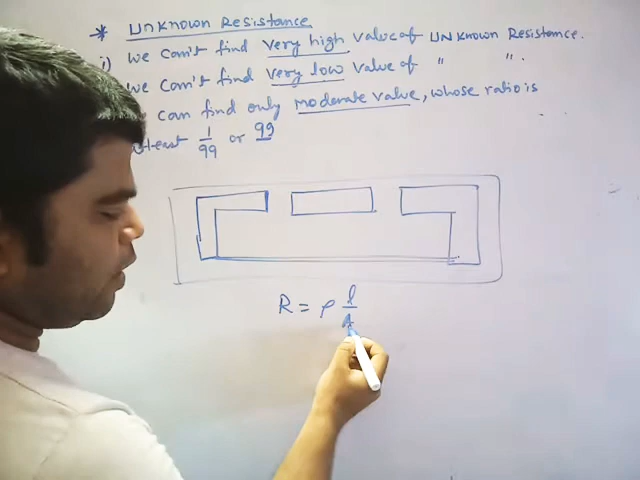 * Unknown Resistance
i) we can't find very high value of unknown Resistance.
we can't find very low value of " ".
can find only moderate value, whose ratio is
1/99 or 99
R = ρ l/A